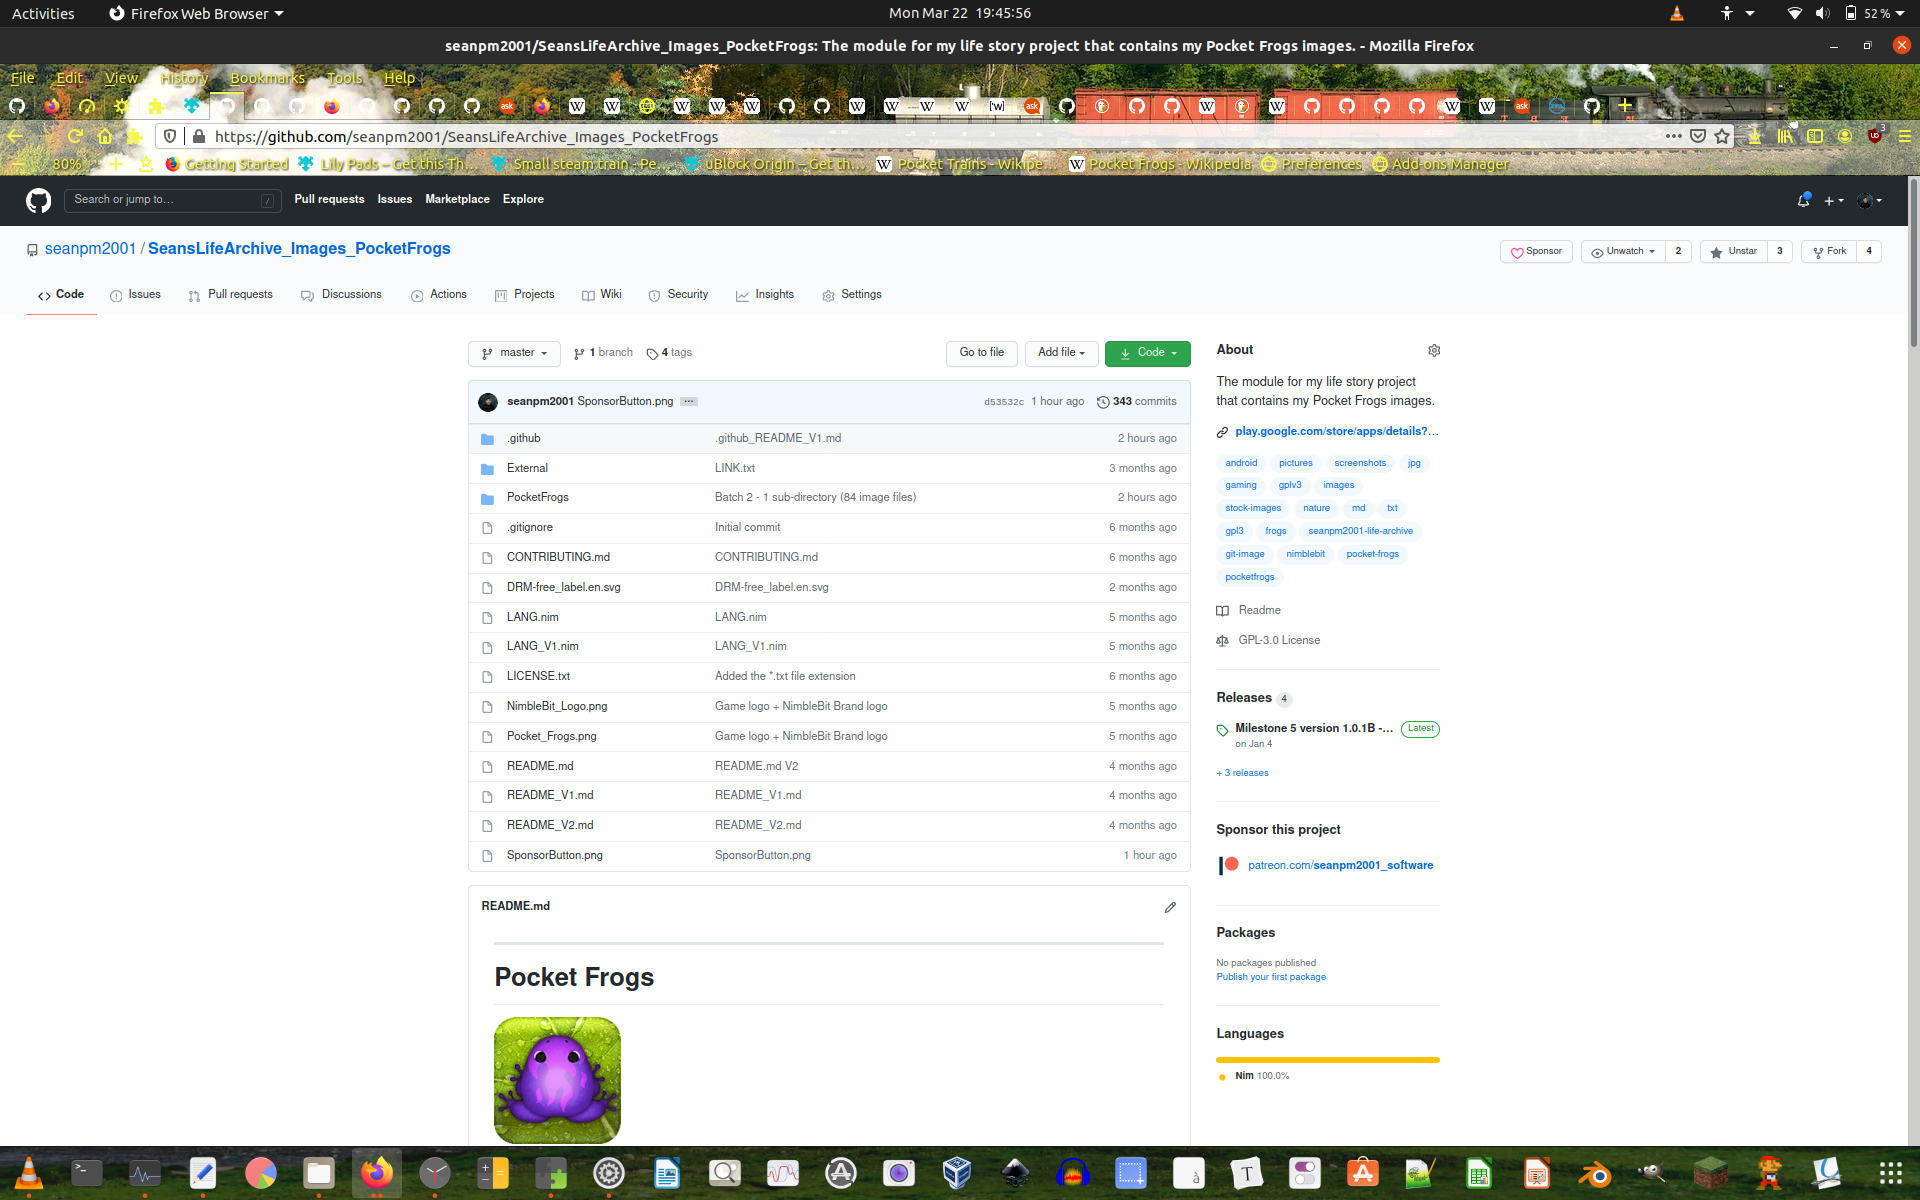 Activities Firefox Web Browser Mon Mar 22 19:45:56 52 %
seanpm2001/SeansLifeArchive_Images_PocketFrogs: The module for my life story project that contains my Pocket Frogs images. - Mozilla Firefox
File Edit View History Bookmarks Tools Help
https://github.com/seanpm2001/SeansLifeArchive_Images_PocketFrogs
80% Getting Started Lily Pads – Get this Th… Small steam train - Pe… uBlock Origin – Get th… Pocket Trains - Wikipe… Pocket Frogs - Wikipedia Preferences Add-ons Manager
Search or jump to… / Pull requests Issues Marketplace Explore
seanpm2001 / SeansLifeArchive_Images_PocketFrogs Sponsor Unwatch 2 Unstar 3 Fork 4
Code Issues Pull requests Discussions Actions Projects Wiki Security Insights Settings
master 1 branch 4 tags Go to file Add file Code
seanpm2001 SponsorButton.png ... d53532c 1 hour ago 343 commits
.github .github_README_V1.md 2 hours ago
External LINK.txt 3 months ago
PocketFrogs Batch 2 - 1 sub-directory (84 image files) 2 hours ago
.gitignore Initial commit 6 months ago
CONTRIBUTING.md CONTRIBUTING.md 6 months ago
DRM-free_label.en.svg DRM-free_label.en.svg 2 months ago
LANG.nim LANG.nim 5 months ago
LANG_V1.nim LANG_V1.nim 5 months ago
LICENSE.txt Added the *.txt file extension 6 months ago
NimbleBit_Logo.png Game logo + NimbleBit Brand logo 5 months ago
Pocket_Frogs.png Game logo + NimbleBit Brand logo 5 months ago
README.md README.md V2 4 months ago
README_V1.md README_V1.md 4 months ago
README_V2.md README_V2.md 4 months ago
SponsorButton.png SponsorButton.png 1 hour ago
README.md
Pocket Frogs
About
The module for my life story project
that contains my Pocket Frogs images.
play.google.com/store/apps/details?…
android pictures screenshots jpg
gaming gplv3 images
stock-images nature md txt
gpl3 frogs seanpm2001-life-archive
git-image nimblebit pocket-frogs
pocketfrogs
Readme
GPL-3.0 License
Releases 4
Milestone 5 version 1.0.1B -… Latest
on Jan 4
+ 3 releases
Sponsor this project
patreon.com/seanpm2001_software
Packages
No packages published
Publish your first package
Languages
Nim 100.0%